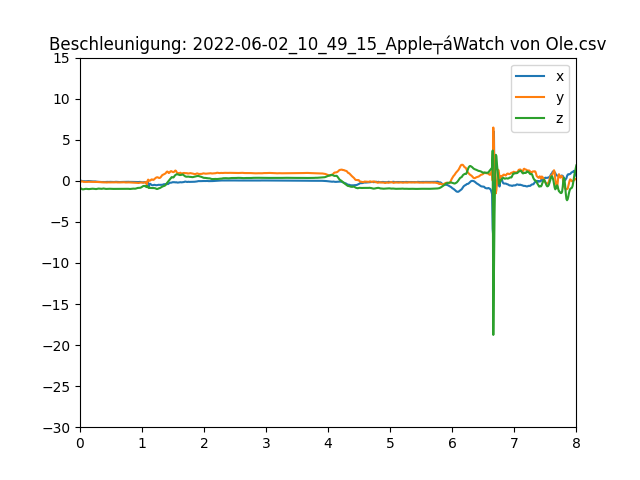 Beschleunigung: 2022-06-02_10_49_15_Apple┬áWatch von Ole.csv
15
10
5
0
−5
−10
−15
−20
−25
−30
x
y
z
0 1 2 3 4 5 6 7 8